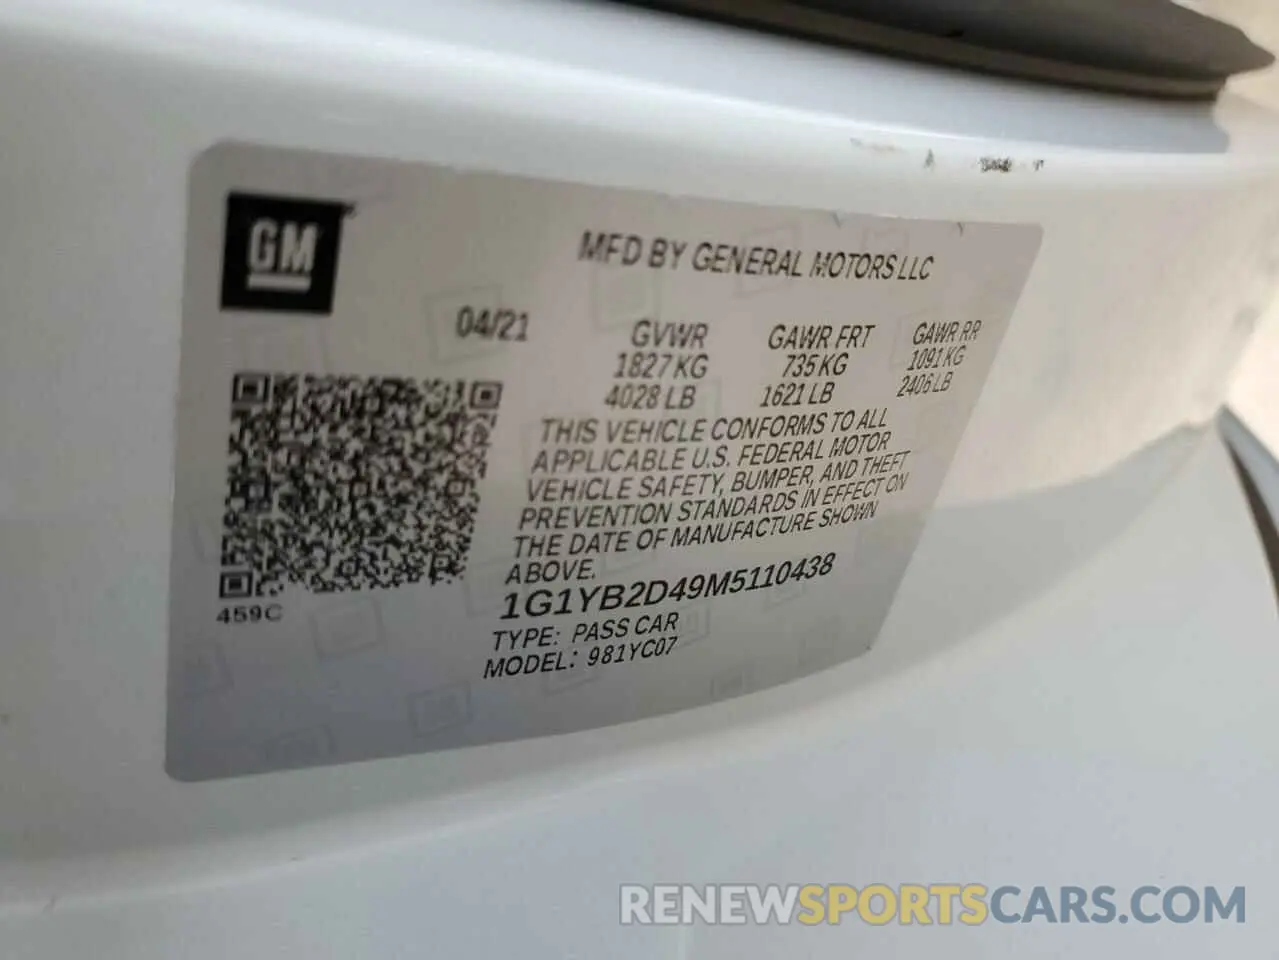 GM
MFD BY GENERAL MOTORS LLC
04/21
GVWR GAWR FRT GAWR RR
1827 KG 735 KG 1091 KG
4028 LB 1621 LB 2406 LB
THIS VEHICLE CONFORMS TO ALL
APPLICABLE U.S. FEDERAL MOTOR
VEHICLE SAFETY, BUMPER, AND THEFT
PREVENTION STANDARDS IN EFFECT ON
THE DATE OF MANUFACTURE SHOWN
ABOVE.
459C
1G1YB2D49M5110438
TYPE: PASS CAR
MODEL: 981YC07
RENEWSPORTSCARS.COM